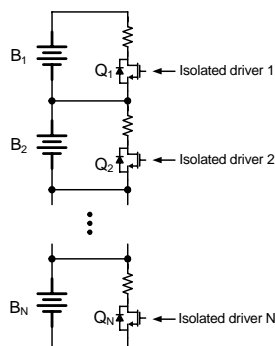 B1
Q1
Isolated driver 1
B2
Q2
Isolated driver 2
BN
QN
Isolated driver N